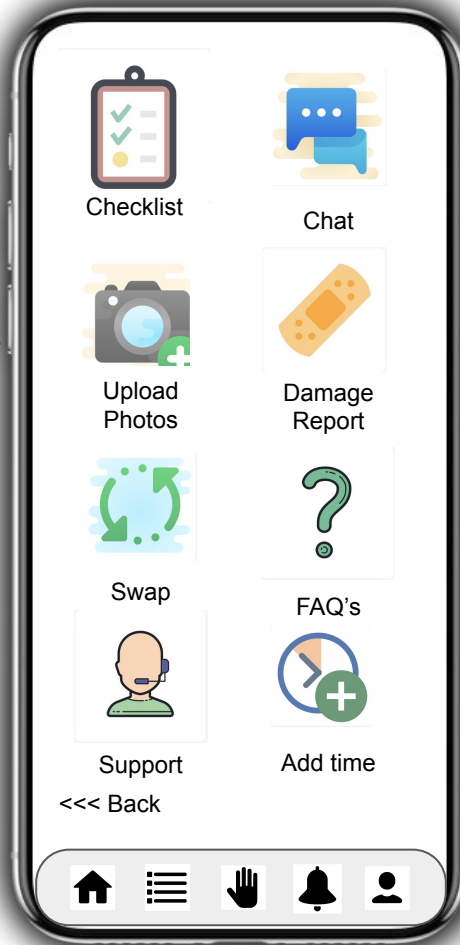 Checklist
Chat
Upload
Photos
Damage
Report
Swap
FAQ’s
Support
Add time
<<< Back